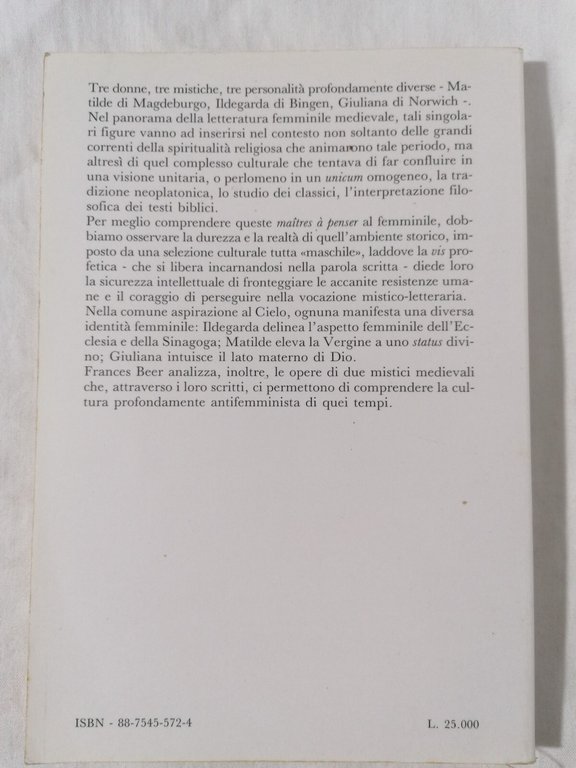 Tre donne, tre mistiche, tre personalità profondamente diverse - Ma-
tilde di Magdeburgo, Ildegarda di Bingen, Giuliana di Norwich -.
Nel panorama della letteratura femminile medievale, tali singola-
ri figure vanno ad inserirsi nel contesto non soltanto delle grandi
correnti della spiritualità religiosa che animarono tale periodo, ma
altresì di quel complesso culturale che tentava di far confluire in
una visione unitaria, o perlomeno in un unicum omogeneo, la tra-
dizione neoplatonica, lo studio dei classici, l'interpretazione filo-
sofica dei testi biblici.
Per meglio comprendere queste maîtres à penser al femminile, dob-
biamo osservare la durezza e la realtà di quell'ambiente storico, im-
posto da una selezione culturale tutta «maschile», laddove la vis pro-
fetica - che si libera incarnandosi nella parola scritta - diede loro
la sicurezza intellettuale di fronteggiare le accanite resistenze uma-
ne e il coraggio di perseguire nella vocazione mistico-letteraria.
Nella comune aspirazione al Cielo, ognuna manifesta una diversa
identità femminile: Ildegarda delinea l'aspetto femminile dell'Ec-
clesia e della Sinagoga; Matilde eleva la Vergine a uno status divi-
no; Giuliana intuisce il lato materno di Dio.
Frances Beer analizza, inoltre, le opere di due mistici medievali
che, attraverso i loro scritti, ci permettono di comprendere la cul-
tura profondamente antifemminista di quei tempi.
ISBN - 88-7545-572-4
L. 25.000